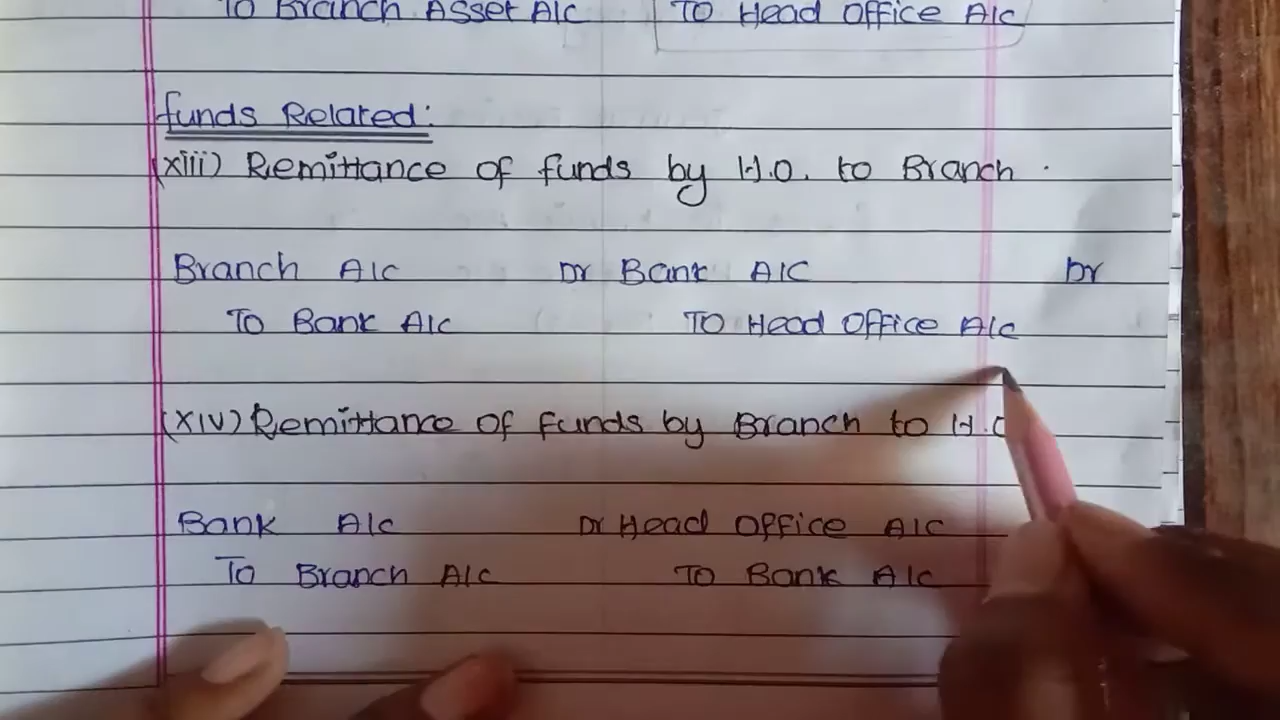 To Branch Asset A/c To Head Office A/c
Funds Related:
(xiii) Remittance of funds by H.O. to Branch.
Branch A/c Dr Bank A/c Dr
To Bank A/c To Head Office A/c
(XIV) Remittance of funds by Branch to H.O
Bank A/c Dr Head Office A/c
To Branch A/c To Bank A/c